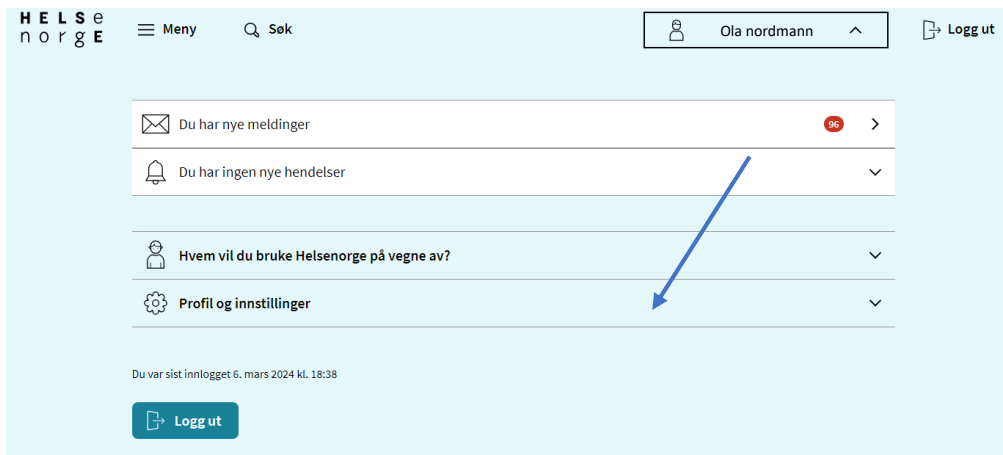 HELSe
norgE
Meny
Søk
Ola nordmann
Logg ut
Du har nye meldinger 96
Du har ingen nye hendelser
Hvem vil du bruke Helsenorge på vegne av?
Profil og innstillinger
Du var sist innlogget 6. mars 2024 kl. 18:38
Logg ut